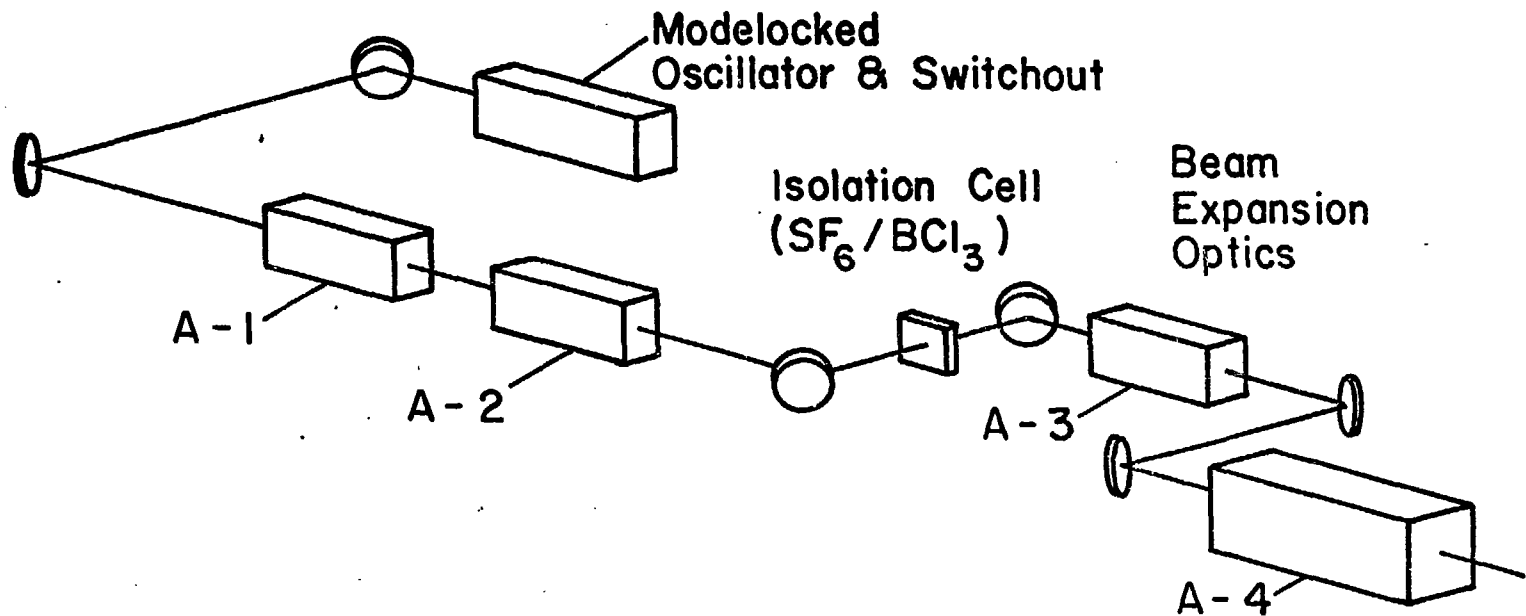 Modelocked
Oscillator & Switchout
Isolation Cell
(SF₆/BCl₃)
Beam
Expansion
Optics
A-1
A-2
A-3
A-4